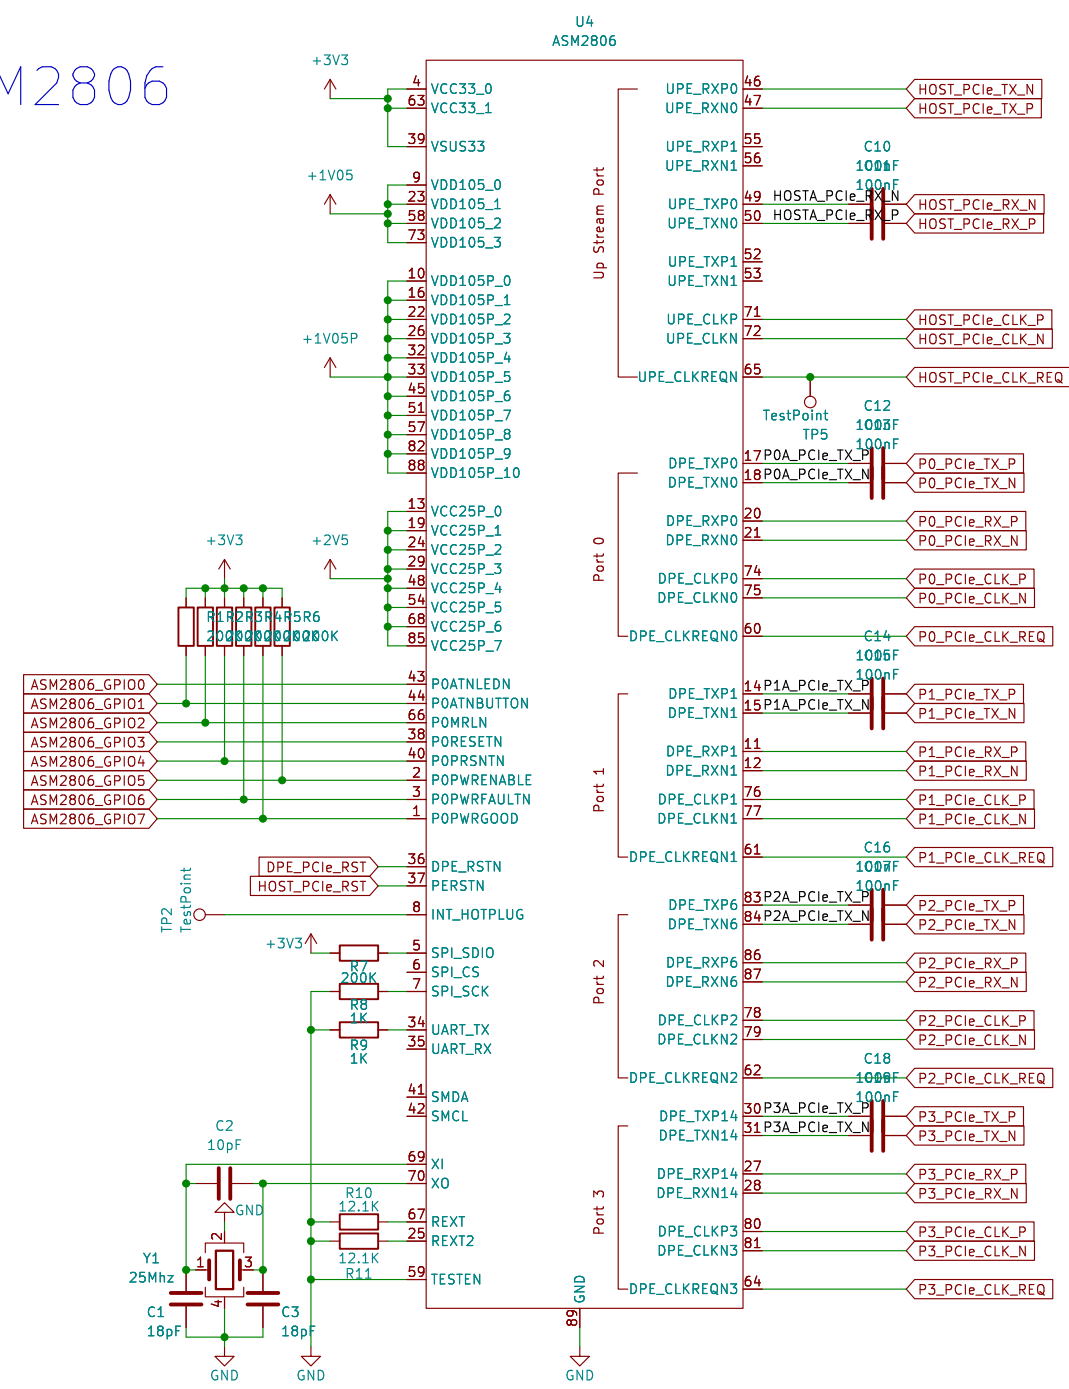 U4
ASM2806
M2806
+3V3
4 VCC33_0
63 VCC33_1
39 VSUS33
+1V05
9 VDD105_0
23 VDD105_1
58 VDD105_2
73 VDD105_3
10 VDD105P_0
16 VDD105P_1
22 VDD105P_2
26 VDD105P_3
+1V05P
32 VDD105P_4
33 VDD105P_5
45 VDD105P_6
51 VDD105P_7
57 VDD105P_8
82 VDD105P_9
88 VDD105P_10
13 VCC25P_0
19 VCC25P_1
24 VCC25P_2
29 VCC25P_3
48 VCC25P_4
54 VCC25P_5
68 VCC25P_6
85 VCC25P_7
+3V3
+2V5
R1 R2 R3 R4 R5 R6
200K
ASM2806_GPIO0 43 P0ATNLEDN
ASM2806_GPIO1 44 P0ATNBUTTON
ASM2806_GPIO2 66 P0MRLN
ASM2806_GPIO3 38 P0RESETN
ASM2806_GPIO4 40 P0PRSNTN
ASM2806_GPIO5 2 P0PWRENABLE
ASM2806_GPIO6 3 P0PWRFAULTN
ASM2806_GPIO7 1 P0PWRGOOD
DPE_PCIe_RST 36 DPE_RSTN
HOST_PCIe_RST 37 PERSTN
TP2
TestPoint
8 INT_HOTPLUG
+3V3
5 SPI_SDIO
R7
200K
6 SPI_CS
7 SPI_SCK
R8
1K
34 UART_TX
R9
1K
35 UART_RX
41 SMDA
42 SMCL
C2
10pF
69 XI
70 XO
GND
R10
12.1K
67 REXT
25 REXT2
12.1K
R11
59 TESTEN
2
Y1
25Mhz
1
3
4
C1
18pF
C3
18pF
GND
GND
89 GND
GND
Up Stream Port
UPE_RXP0 46 HOST_PCIe_TX_N
UPE_RXN0 47 HOST_PCIe_TX_P
UPE_RXP1 55
UPE_RXN1 56
C10
100nF
UPE_TXP0 49 HOSTA_PCIe_RX_N HOST_PCIe_RX_N
UPE_TXN0 50 HOSTA_PCIe_RX_P HOST_PCIe_RX_P
UPE_TXP1 52
UPE_TXN1 53
UPE_CLKP 71 HOST_PCIe_CLK_P
UPE_CLKN 72 HOST_PCIe_CLK_N
UPE_CLKREQN 65 HOST_PCIe_CLK_REQ
TestPoint
TP5
C12
100nF
Port 0
DPE_TXP0 17 P0A_PCIe_TX_P P0_PCIe_TX_P
DPE_TXN0 18 P0A_PCIe_TX_N P0_PCIe_TX_N
DPE_RXP0 20 P0_PCIe_RX_P
DPE_RXN0 21 P0_PCIe_RX_N
DPE_CLKP0 74 P0_PCIe_CLK_P
DPE_CLKN0 75 P0_PCIe_CLK_N
DPE_CLKREQN0 60 P0_PCIe_CLK_REQ
C14
100nF
Port 1
DPE_TXP1 14 P1A_PCIe_TX_P P1_PCIe_TX_P
DPE_TXN1 15 P1A_PCIe_TX_N P1_PCIe_TX_N
DPE_RXP1 11 P1_PCIe_RX_P
DPE_RXN1 12 P1_PCIe_RX_N
DPE_CLKP1 76 P1_PCIe_CLK_P
DPE_CLKN1 77 P1_PCIe_CLK_N
DPE_CLKREQN1 61 P1_PCIe_CLK_REQ
C16
100nF
Port 2
DPE_TXP6 83 P2A_PCIe_TX_P P2_PCIe_TX_P
DPE_TXN6 84 P2A_PCIe_TX_N P2_PCIe_TX_N
DPE_RXP6 86 P2_PCIe_RX_P
DPE_RXN6 87 P2_PCIe_RX_N
DPE_CLKP2 78 P2_PCIe_CLK_P
DPE_CLKN2 79 P2_PCIe_CLK_N
DPE_CLKREQN2 62 P2_PCIe_CLK_REQ
C18
100nF
Port 3
DPE_TXP14 30 P3A_PCIe_TX_P P3_PCIe_TX_P
DPE_TXN14 31 P3A_PCIe_TX_N P3_PCIe_TX_N
DPE_RXP14 27 P3_PCIe_RX_P
DPE_RXN14 28 P3_PCIe_RX_N
DPE_CLKP3 80 P3_PCIe_CLK_P
DPE_CLKN3 81 P3_PCIe_CLK_N
DPE_CLKREQN3 64 P3_PCIe_CLK_REQ